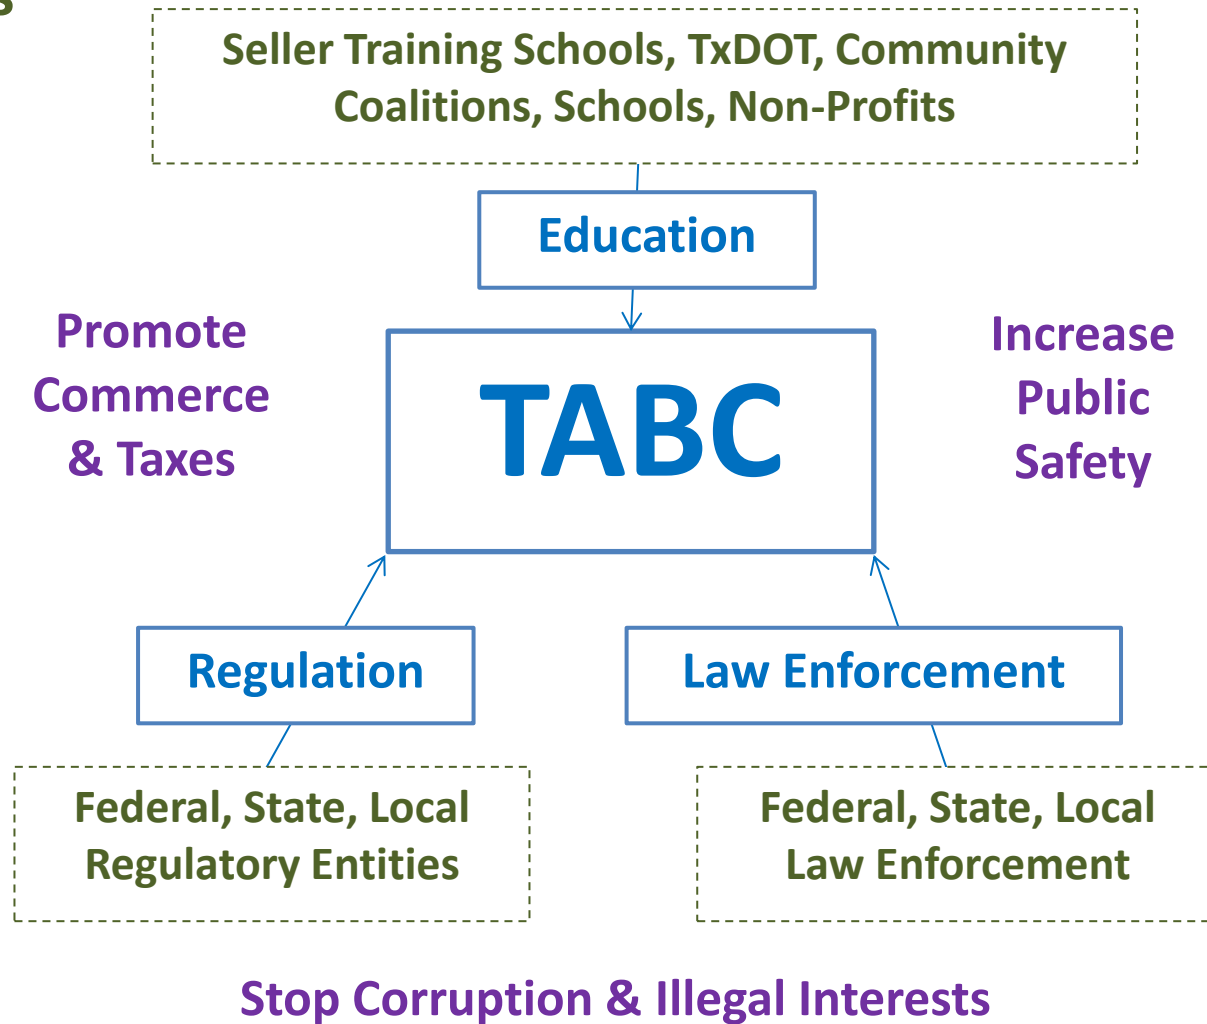 Seller Training Schools, TxDOT, Community
Coalitions, Schools, Non-Profits
Education
Promote
Commerce
& Taxes
TABC
Increase
Public
Safety
Regulation
Law Enforcement
Federal, State, Local
Regulatory Entities
Federal, State, Local
Law Enforcement
Stop Corruption & Illegal Interests